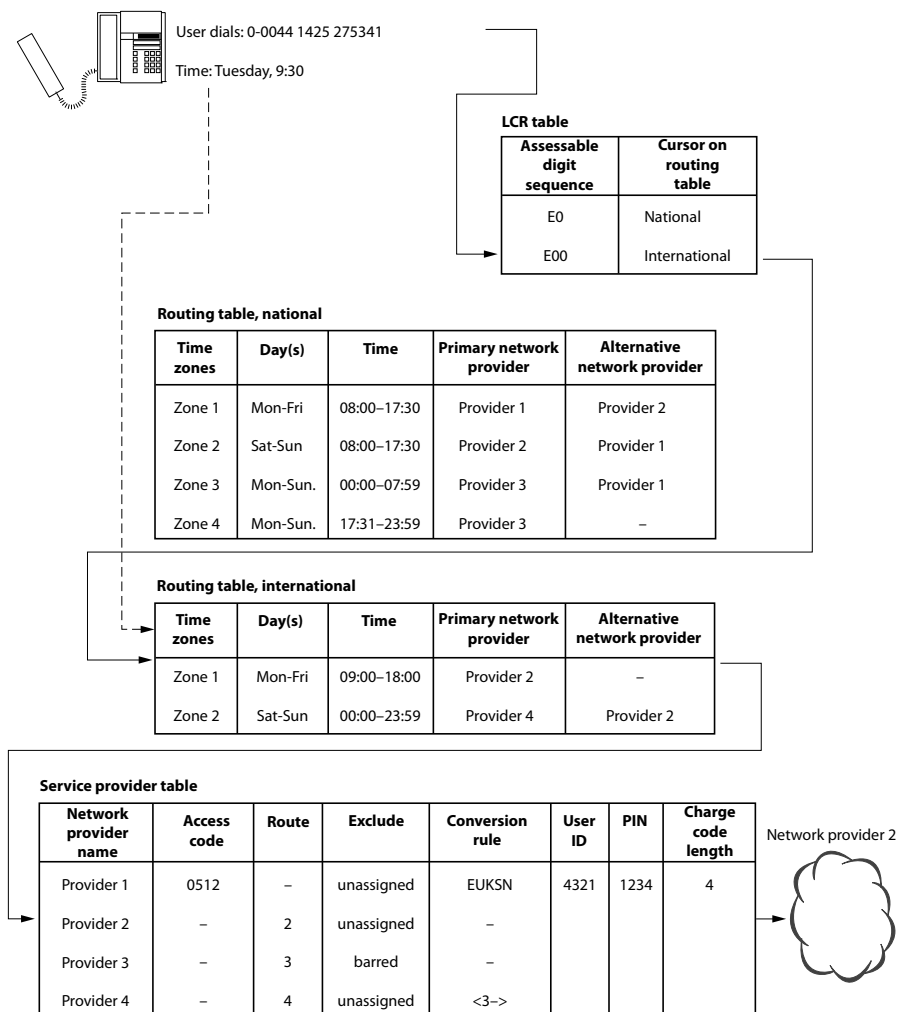 User dials: 0-0044 1425 275341
Time: Tuesday, 9:30
LCR table
Assessable digit sequence Cursor on routing table
E0 National
E00 International
Routing table, national
Time zones Day(s) Time Primary network provider Alternative network provider
Zone 1 Mon-Fri 08:00–17:30 Provider 1 Provider 2
Zone 2 Sat-Sun 08:00–17:30 Provider 2 Provider 1
Zone 3 Mon-Sun. 00:00–07:59 Provider 3 Provider 1
Zone 4 Mon-Sun. 17:31–23:59 Provider 3 –
Routing table, international
Time zones Day(s) Time Primary network provider Alternative network provider
Zone 1 Mon-Fri 09:00–18:00 Provider 2 –
Zone 2 Sat-Sun 00:00–23:59 Provider 4 Provider 2
Service provider table
Network provider name Access code Route Exclude Conversion rule User ID PIN Charge code length
Network provider 2
Provider 1 0512 – unassigned EUKSN 4321 1234 4
Provider 2 – 2 unassigned –
Provider 3 – 3 barred –
Provider 4 – 4 unassigned <3–>